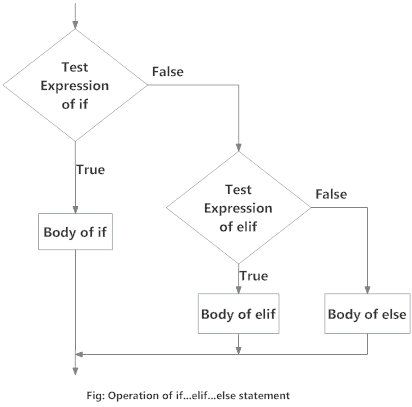 Test
Expression
of if
False
True
Body of if
Test
Expression
of elif
False
True
Body of elif
Body of else
Fig: Operation of if...elif...else statement